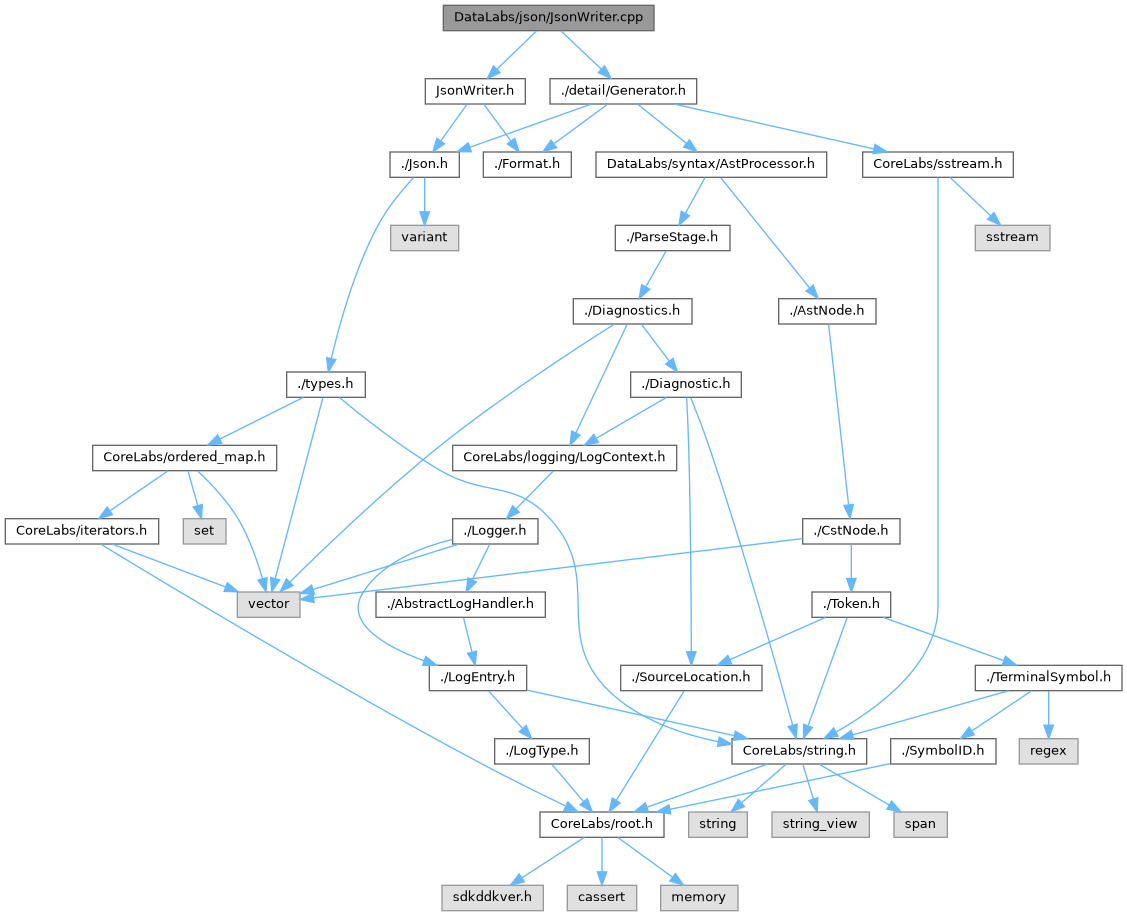 DataLabs/json/JsonWriter.cpp
JsonWriter.h
./detail/Generator.h
./Json.h
./Format.h
DataLabs/syntax/AstProcessor.h
CoreLabs/sstream.h
variant
./ParseStage.h
sstream
./Diagnostics.h
./AstNode.h
./types.h
./Diagnostic.h
CoreLabs/ordered_map.h
CoreLabs/logging/LogContext.h
CoreLabs/iterators.h
set
./Logger.h
./CstNode.h
vector
./AbstractLogHandler.h
./Token.h
./LogEntry.h
./SourceLocation.h
./TerminalSymbol.h
./LogType.h
CoreLabs/string.h
./SymbolID.h
regex
CoreLabs/root.h
string
string_view
span
sdkddkver.h
cassert
memory